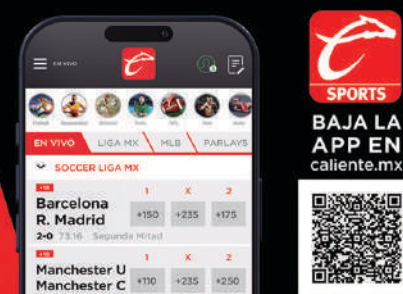 EN VIVO
EN VIVO LIGA MX MLB PARLAYS
SOCCER LIGA MX
+10
1 X 2
Barcelona
R. Madrid
+150 +235 +175
2-0 73:16 Segunda Mitad
1 X 2
Manchester U
Manchester C
+110 +235 +250
SPORTS
BAJA LA
APP EN
caliente.mx